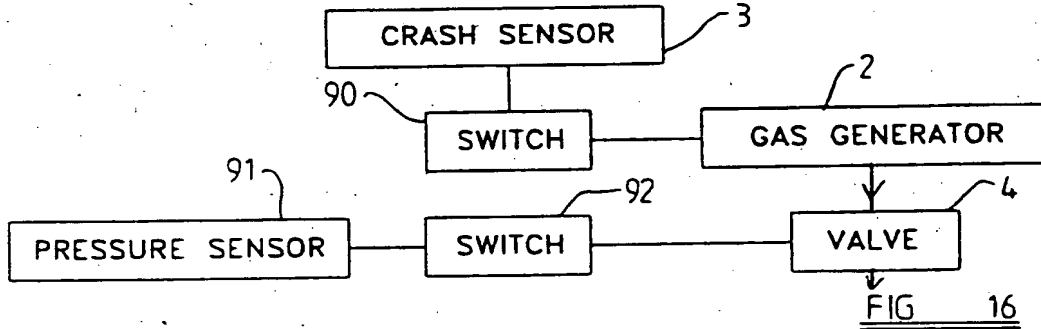 CRASH SENSOR
3
90
SWITCH
2
GAS GENERATOR
91
PRESSURE SENSOR
92
SWITCH
4
VALVE
FIG 16